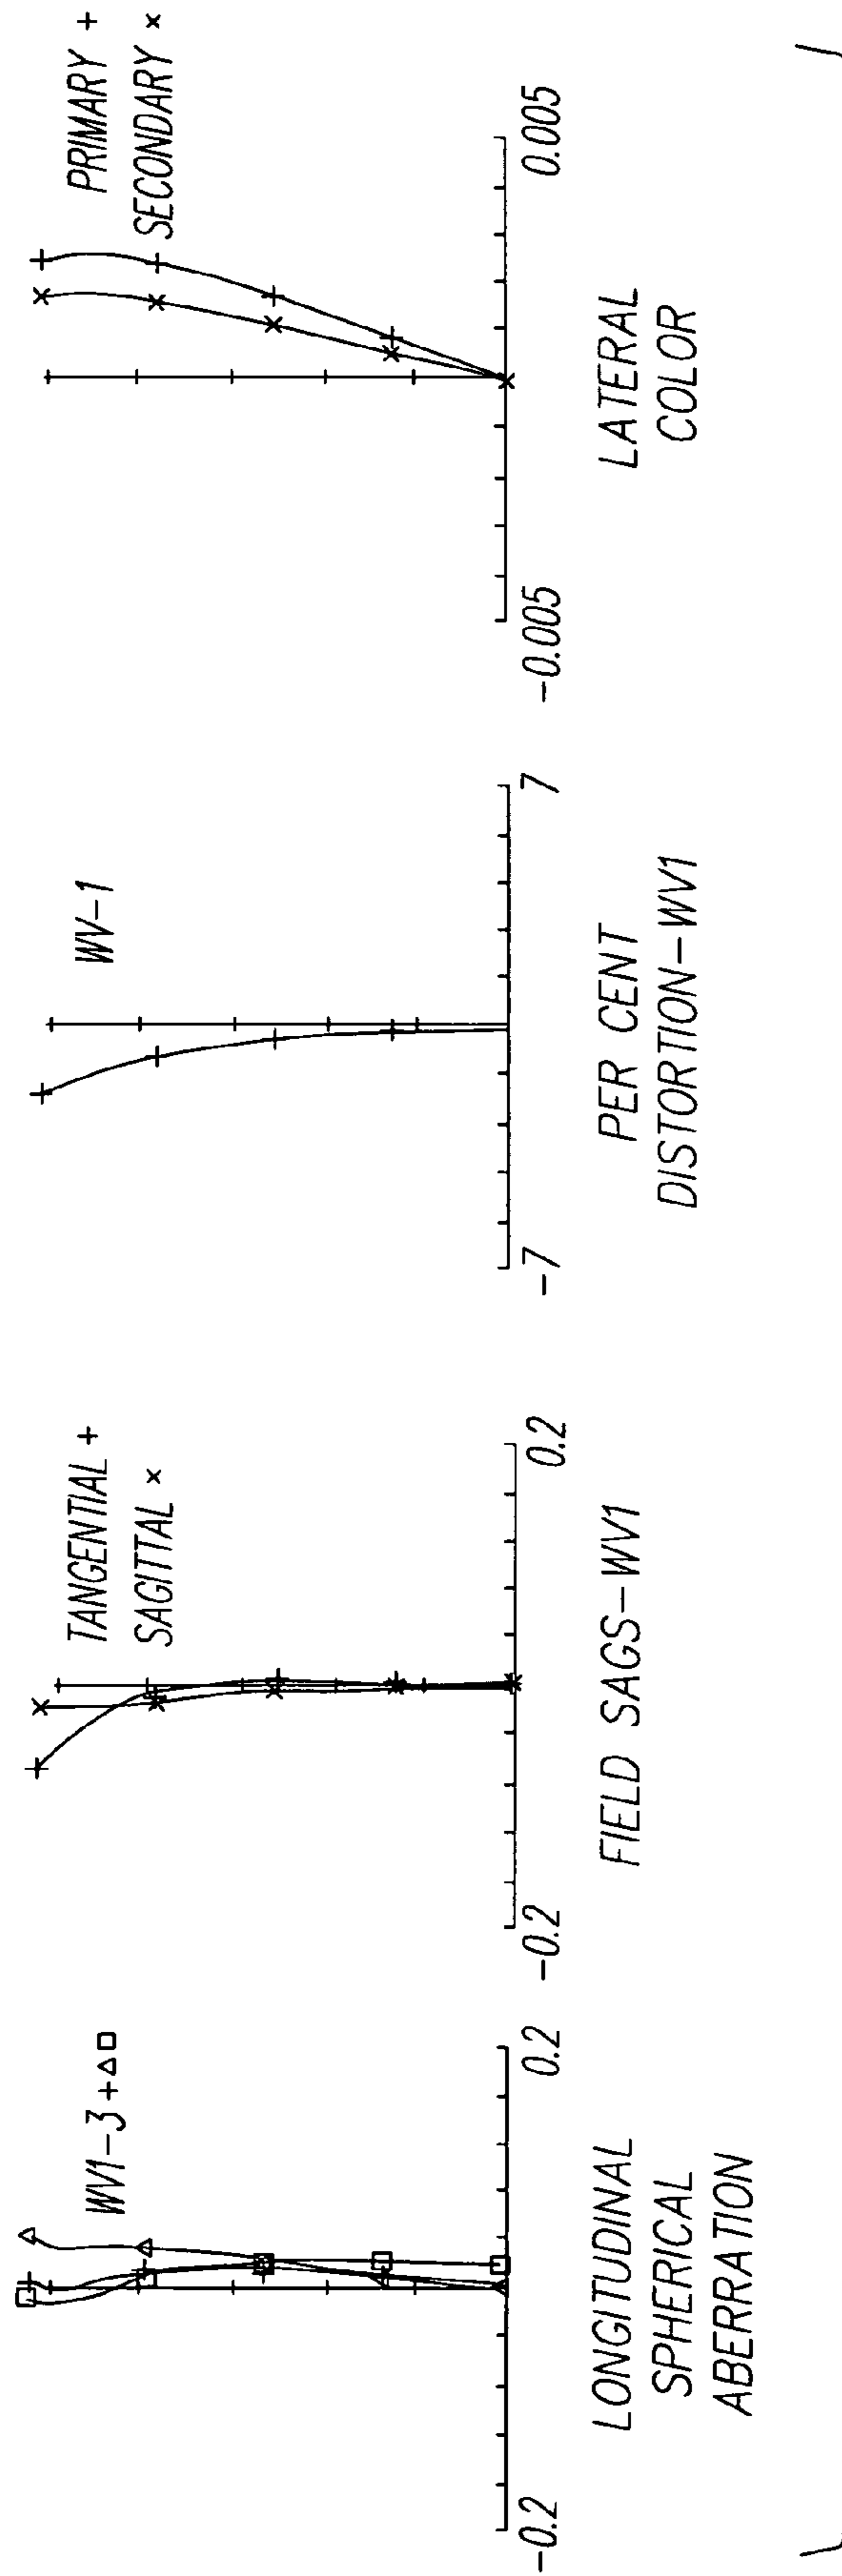 WV1-3 +△□
-0.2
0.2
LONGITUDINAL
SPHERICAL
ABERRATION
TANGENTIAL +
SAGITTAL ×
-0.2
0.2
FIELD SAGS-WV1
WV-1
-7
7
PER CENT
DISTORTION-WV1
PRIMARY +
SECONDARY ×
-0.005
0.005
LATERAL
COLOR